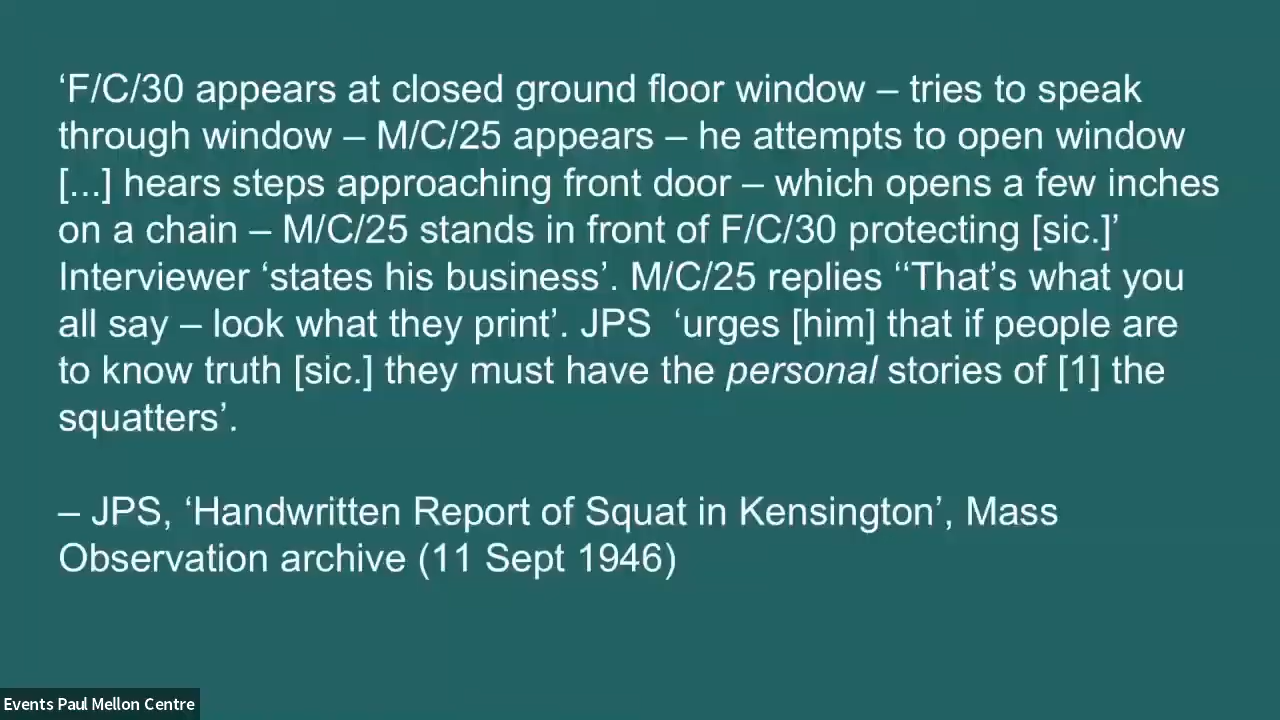 ‘F/C/30 appears at closed ground floor window – tries to speak
through window – M/C/25 appears – he attempts to open window
[...] hears steps approaching front door – which opens a few inches
on a chain – M/C/25 stands in front of F/C/30 protecting [sic.]’
Interviewer ‘states his business’. M/C/25 replies ‘‘That’s what you
all say – look what they print’. JPS ‘urges [him] that if people are
to know truth [sic.] they must have the personal stories of [1] the
squatters’.
– JPS, ‘Handwritten Report of Squat in Kensington’, Mass
Observation archive (11 Sept 1946)
Events Paul Mellon Centre